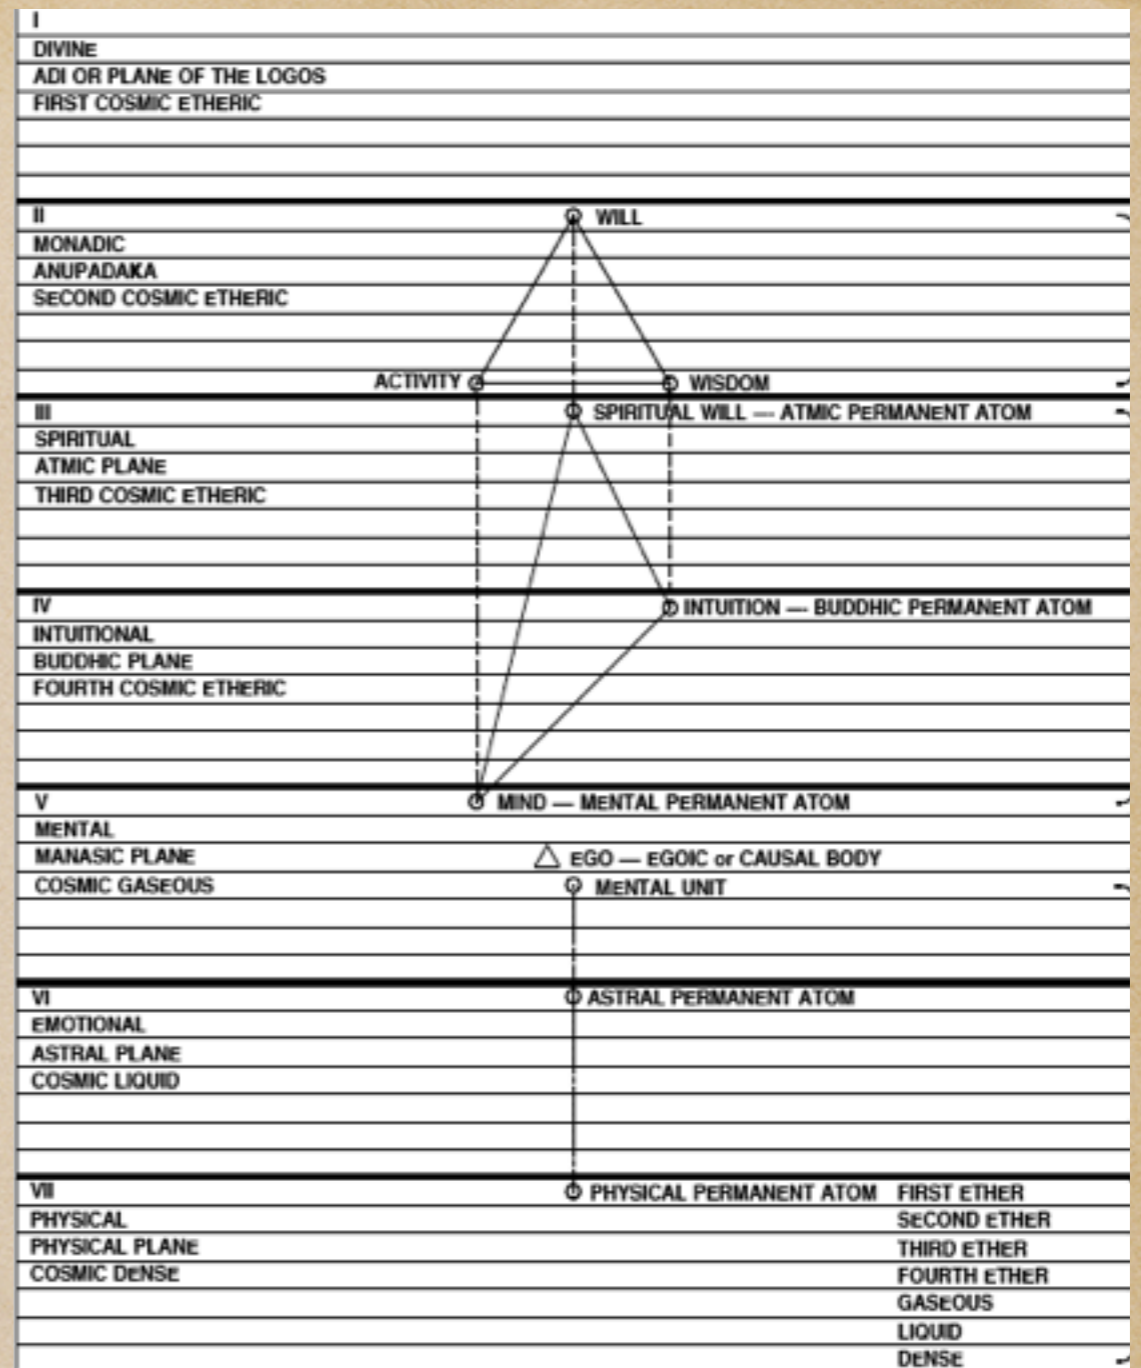 I
DIVINE
ADI OR PLANE OF THE LOGOS
FIRST COSMIC ETHERIC
II
WILL
MONADIC
ANUPADAKA
SECOND COSMIC ETHERIC
ACTIVITY
WISDOM
III
SPIRITUAL WILL — ATMIC PERMANENT ATOM
SPIRITUAL
ATMIC PLANE
THIRD COSMIC ETHERIC
IV
INTUITION — BUDDHIC PERMANENT ATOM
INTUITIONAL
BUDDHIC PLANE
FOURTH COSMIC ETHERIC
V
MIND — MENTAL PERMANENT ATOM
MENTAL
MANASIC PLANE
EGO — EGOIC or CAUSAL BODY
COSMIC GASEOUS
MENTAL UNIT
VI
ASTRAL PERMANENT ATOM
EMOTIONAL
ASTRAL PLANE
COSMIC LIQUID
VII
PHYSICAL PERMANENT ATOM
FIRST ETHER
PHYSICAL
SECOND ETHER
PHYSICAL PLANE
THIRD ETHER
COSMIC DENSE
FOURTH ETHER
GASEOUS
LIQUID
DENSE